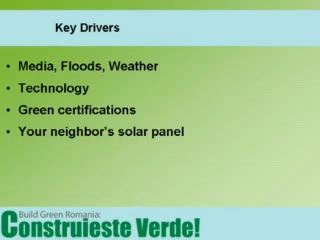 Key Drivers
• Media, Floods, Weather
• Technology
• Green certifications
• Your neighbor's solar panel
Build Green Romania:
Construieste Verde!